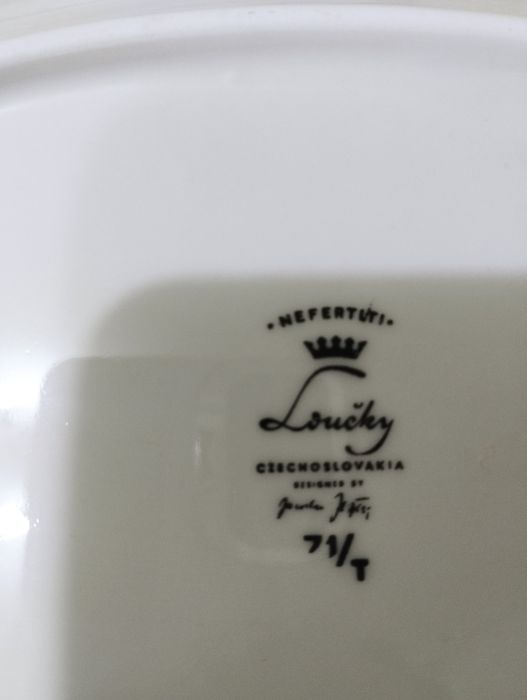 • NEFERTITI •
Loučky
CZECHOSLOVAKIA
DESIGNED BY
71/T